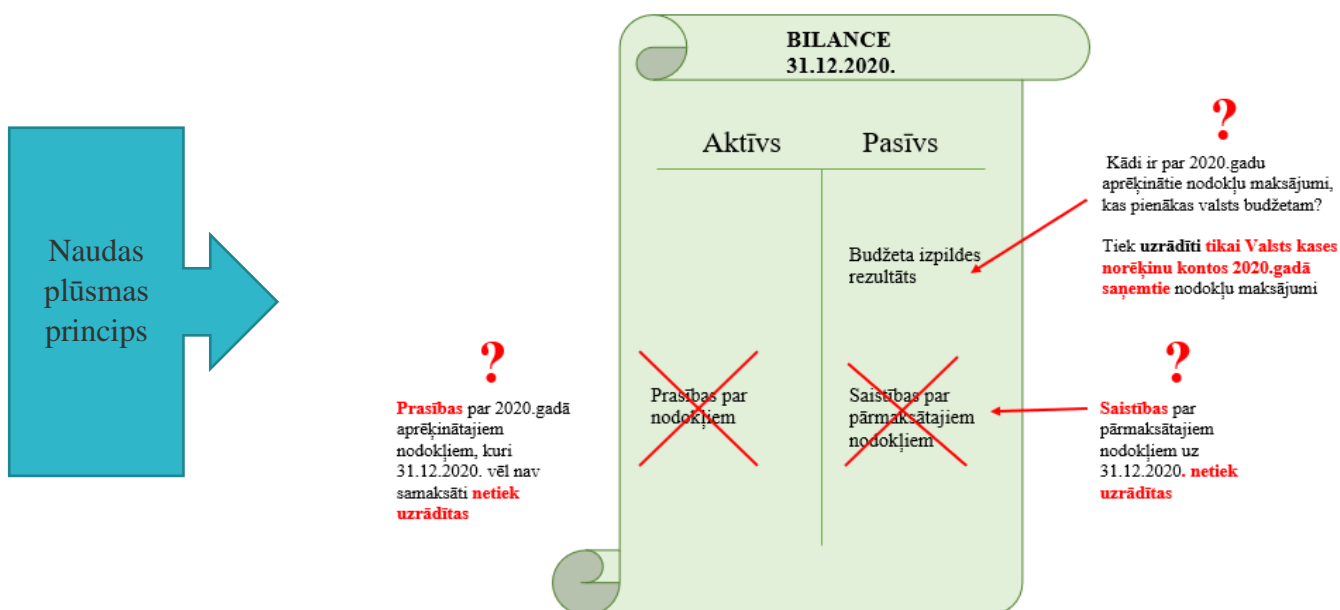 Naudas
plūsmas
princips
BILANCE
31.12.2020.
Aktīvs
Pasīvs
Budžeta izpildes
rezultāts
Prasības par
nodokļiem
Saistības par
pārmaksātajiem
nodokļiem
?
Kādi ir par 2020.gadu
aprēķinātie nodokļu maksājumi,
kas pienākas valsts budžetam?
Tiek uzrādīti tikai Valsts kases
norēķinu kontos 2020.gadā
saņemtie nodokļu maksājumi
?
Prasības par 2020.gadā
aprēķinātajiem
nodokļiem, kuri
31.12.2020. vēl nav
samaksāti netiek
uzrādītas
?
Saistības par
pārmaksātajiem
nodokļiem uz
31.12.2020. netiek
uzrādītas